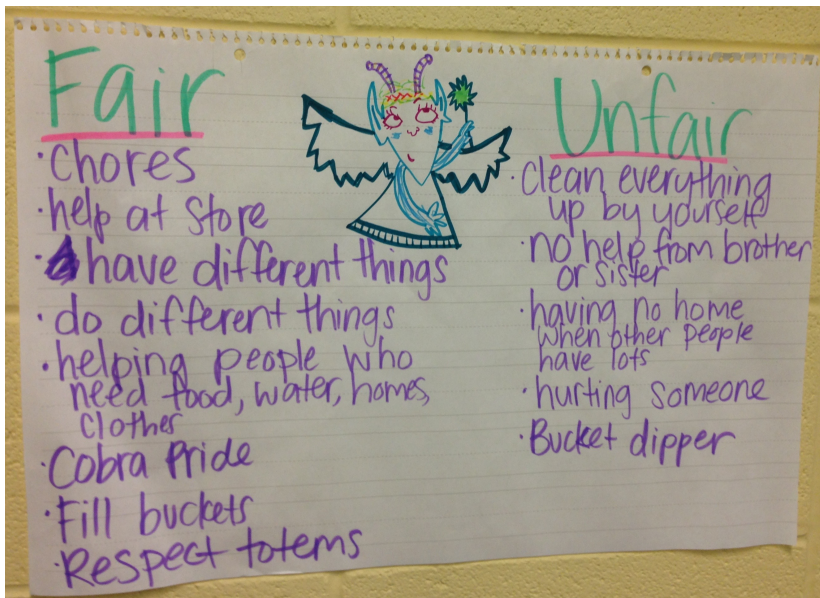 Fair
• Chores
• help at Store
• have different things
• do different things
• helping people who
need food, water, homes,
clothes
• Cobra Pride
• Fill buckets
• Respect totems
Unfair
• Clean everything
up by yourself
• no help from brother
or sister
• having no home
when other people
have lots
• hurting someone
• Bucket dipper